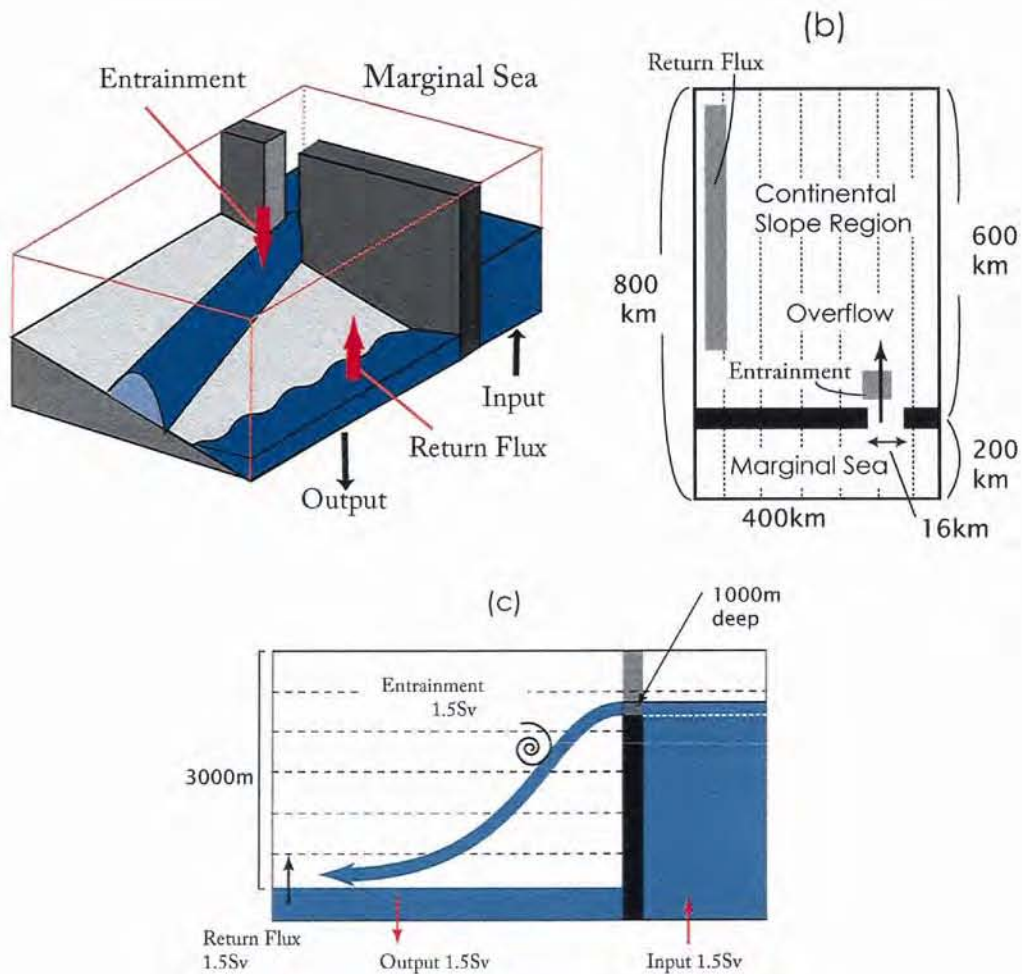 Entrainment
Marginal Sea
Input
Return Flux
Output
(b)
Return Flux
Continental
Slope Region
800
km
600
km
Overflow
Entrainment
Marginal Sea
200
km
400km
16km
(c)
1000m
deep
Entrainment
1.5Sv
3000m
Return Flux
1.5Sv
Output 1.5Sv
Input 1.5Sv